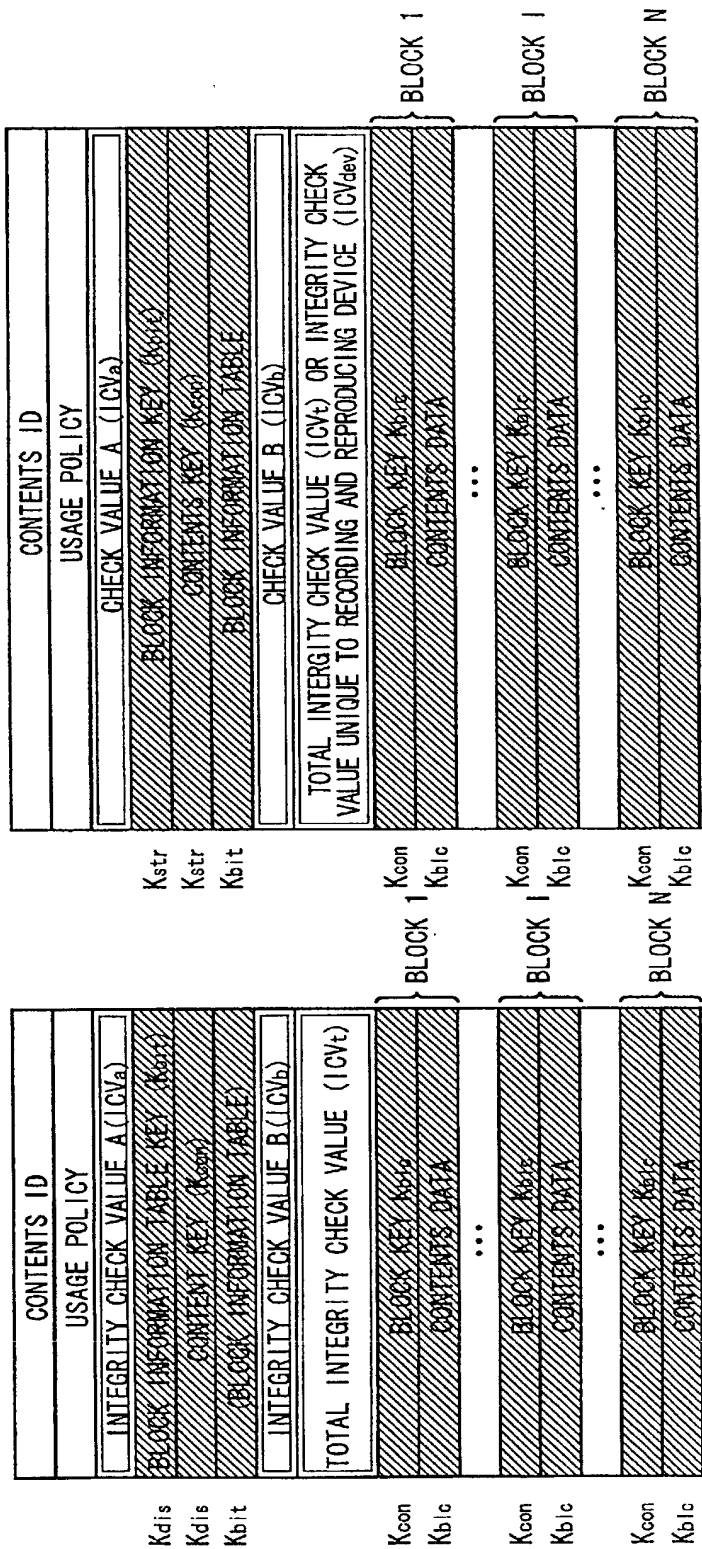 CONTENTS ID
USAGE POLICY
INTEGRITY CHECK VALUE A (ICVa)
Kdis BLOCK INFORMATION TABLE KEY (Kbit)
Kdis CONTENT KEY (Kcon)
Kbit (BLOCK INFORMATION TABLE)
INTEGRITY CHECK VALUE B (ICVb)
TOTAL INTEGRITY CHECK VALUE (ICVt)
Kcon BLOCK KEY Kblc
Kblc CONTENTS DATA
BLOCK 1
•••
Kcon BLOCK KEY Kblc
Kblc CONTENTS DATA
BLOCK I
•••
Kcon BLOCK KEY Kblc
Kblc CONTENTS DATA
BLOCK N
CONTENTS ID
USAGE POLICY
CHECK VALUE A (ICVa)
Kstr BLOCK INFORMATION KEY (Kbit)
Kstr CONTENTS KEY (Kcon)
Kbit BLOCK INFORMATION TABLE
CHECK VALUE B (ICVb)
TOTAL INTERGITY CHECK VALUE (ICVt) OR INTEGRITY CHECK
VALUE UNIQUE TO RECORDING AND REPRODUCING DEVICE (ICVdev)
Kcon BLOCK KEY Kblc
Kblc CONTENTS DATA
BLOCK 1
•••
Kcon BLOCK KEY Kblc
Kblc CONTENTS DATA
BLOCK I
•••
Kcon BLOCK KEY Kblc
Kblc CONTENTS DATA
BLOCK N